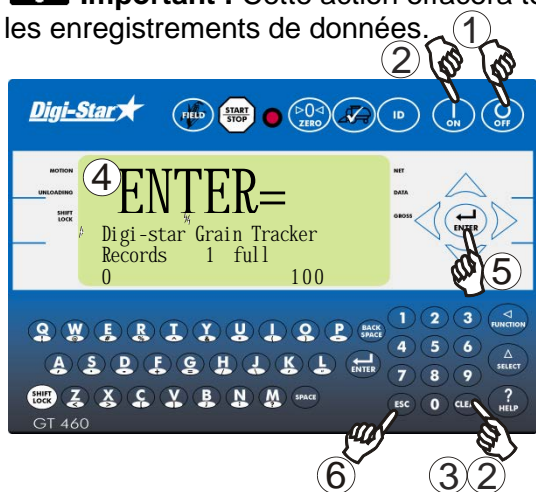 Important : Cette action effacera
les enregistrements de données.
② ①
Digi-Star FIELD START STOP ▷0◁ ZERO ID ON OFF
MOTION NET
UNLOADING DATA
SHIFT LOCK GROSS
④ ENTER=
Digi-star Grain Tracker
Records 1 full
0 100
ENTER
⑤
Q W E R T Y U I O P BACK SPACE 1 2 3 FUNCTION
A S D F G H J K L ENTER 4 5 6 SELECT
7 8 9
SHIFT LOCK Z X C V B N M SPACE ESC 0 CLEAR ? HELP
GT 460
⑥ ③ ②